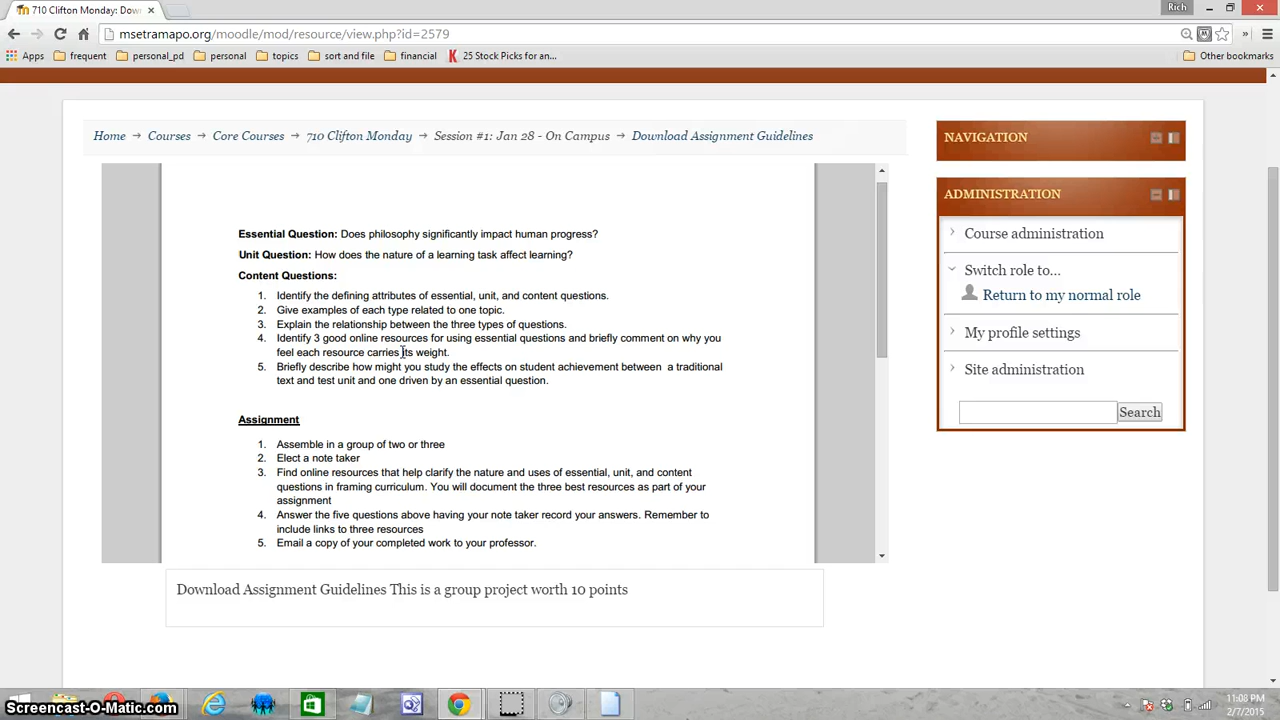 710 Clifton Monday: Dow
Rich
msetramapo.org/moodle/mod/resource/view.php?id=2579
Apps frequent personal_pd personal topics sort and file financial 25 Stock Picks for an... » Other bookmarks
Home → Courses → Core Courses → 710 Clifton Monday → Session #1: Jan 28 - On Campus → Download Assignment Guidelines
Essential Question: Does philosophy significantly impact human progress?
Unit Question: How does the nature of a learning task affect learning?
Content Questions:
1. Identify the defining attributes of essential, unit, and content questions.
2. Give examples of each type related to one topic.
3. Explain the relationship between the three types of questions.
4. Identify 3 good online resources for using essential questions and briefly comment on why you
feel each resource carries its weight.
5. Briefly describe how might you study the effects on student achievement between a traditional
text and test unit and one driven by an essential question.
Assignment
1. Assemble in a group of two or three
2. Elect a note taker
3. Find online resources that help clarify the nature and uses of essential, unit, and content
questions in framing curriculum. You will document the three best resources as part of your
assignment
4. Answer the five questions above having your note taker record your answers. Remember to
include links to three resources
5. Email a copy of your completed work to your professor.
Download Assignment Guidelines This is a group project worth 10 points
NAVIGATION
ADMINISTRATION
Course administration
Switch role to...
Return to my normal role
My profile settings
Site administration
Search
Screencast-O-Matic.com
11:08 PM
2/7/2015